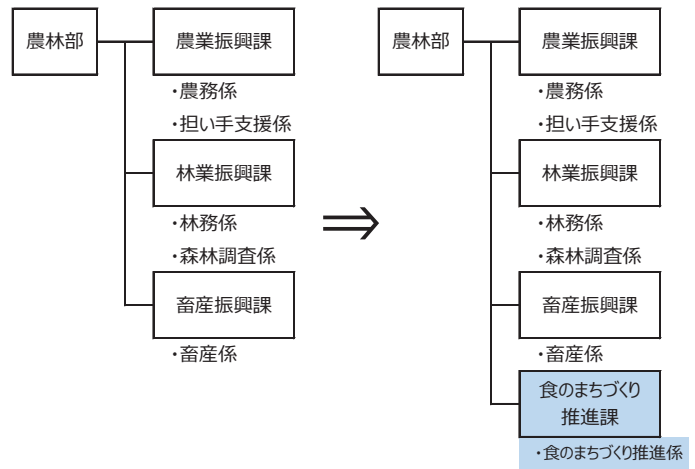 農林部
農業振興課
・農務係
・担い手支援係
林業振興課
・林務係
・森林調査係
畜産振興課
・畜産係
⇒
農林部
農業振興課
・農務係
・担い手支援係
林業振興課
・林務係
・森林調査係
畜産振興課
・畜産係
食のまちづくり
推進課
・食のまちづくり推進係